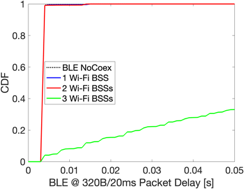 1
0.8
0.6
0.4
0.2
0
CDF
BLE NoCoex
1 Wi-Fi BSS
2 Wi-Fi BSSs
3 Wi-Fi BSSs
0 0.01 0.02 0.03 0.04 0.05
BLE @ 320B/20ms Packet Delay [s]